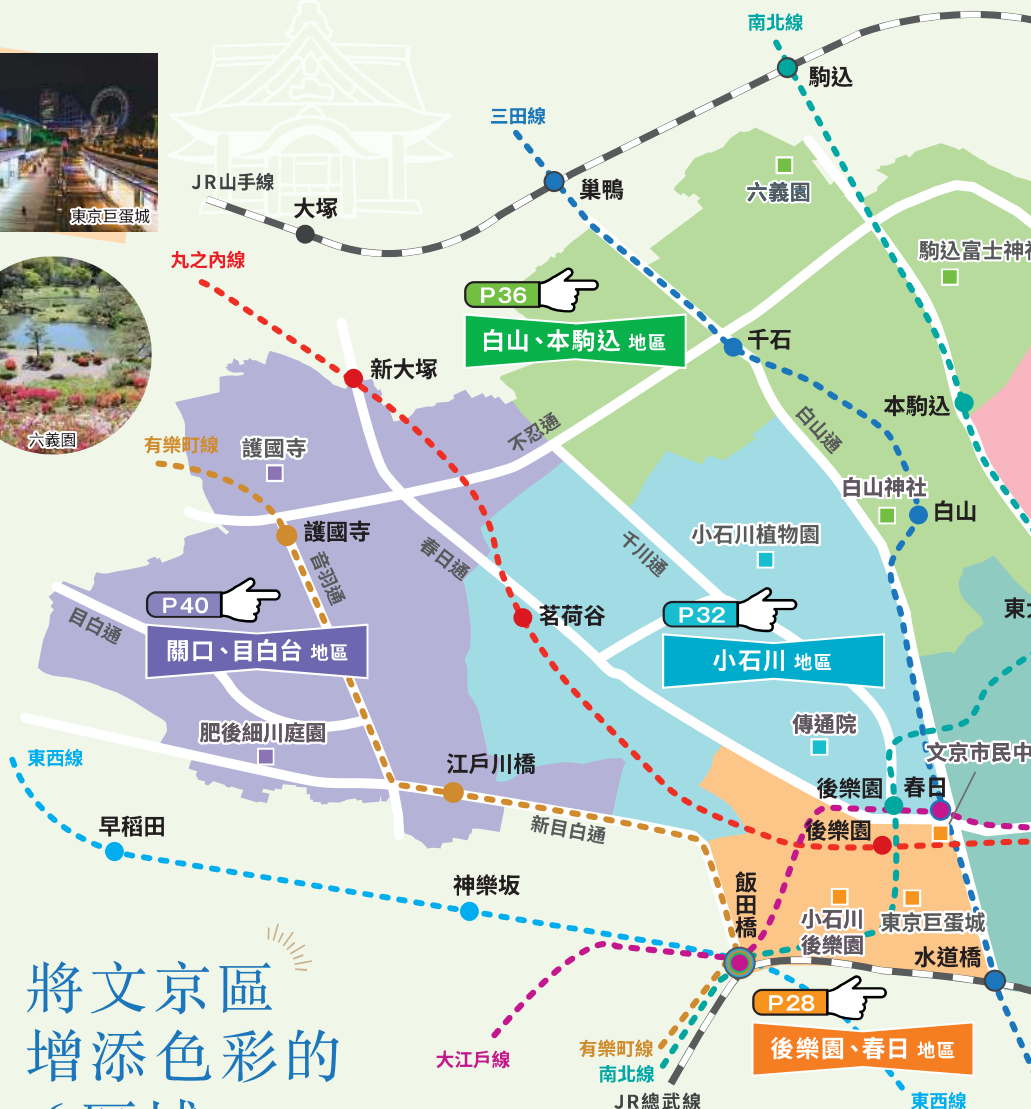 南北線
駒込
三田線
巢鴨
JR山手線
大塚
六義園
東京巨蛋城
駒込富士神社
丸之內線
P36
白山、本駒込 地區
千石
新大塚
本駒込
白山通
不忍通
六義園
有樂町線
護國寺
白山神社
白山
護國寺
小石川植物園
春日通
千川通
音羽通
P40
P32
茗荷谷
目白通
關口、目白台 地區
小石川 地區
肥後細川庭園
傳通院
文京市民中
東西線
江戶川橋
後樂園
春日
早稻田
新目白通
後樂園
神樂坂
飯田橋
小石川
後樂園
東京巨蛋城
水道橋
將文京區
增添色彩的
P28
後樂園、春日 地區
大江戶線
有樂町線
南北線
JR總武線
東西線